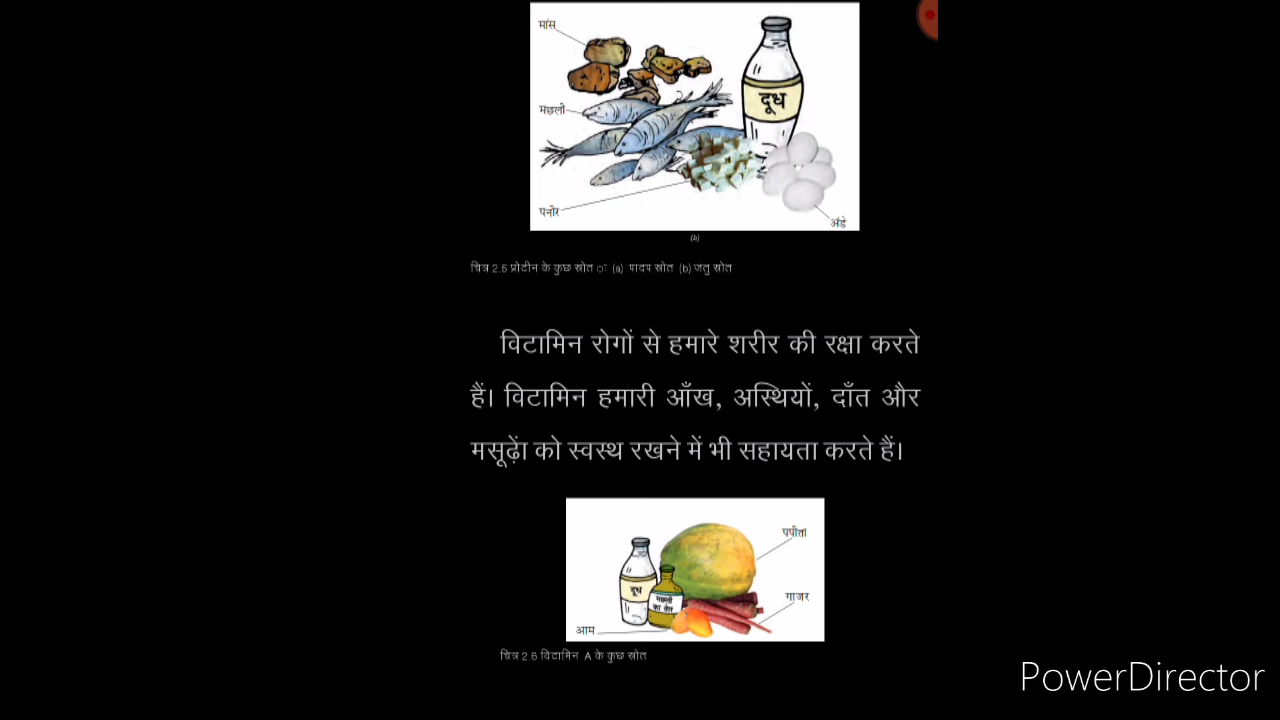 मांस
दूध
मछली
पनीर
अंडे
(b)
चित्र 2.5 प्रोटीन के कुछ स्रोत ः (a) पादप स्रोत (b) जंतु स्रोत
विटामिन रोगों से हमारे शरीर की रक्षा करते
हैं। विटामिन हमारी आँख, अस्थियों, दाँत और
मसूढ़ों को स्वस्थ रखने में भी सहायता करते हैं।
पपीता
दूध
मछली
का तेल
गाजर
आम
चित्र 2.6 विटामिन A के कुछ स्रोत
PowerDirector